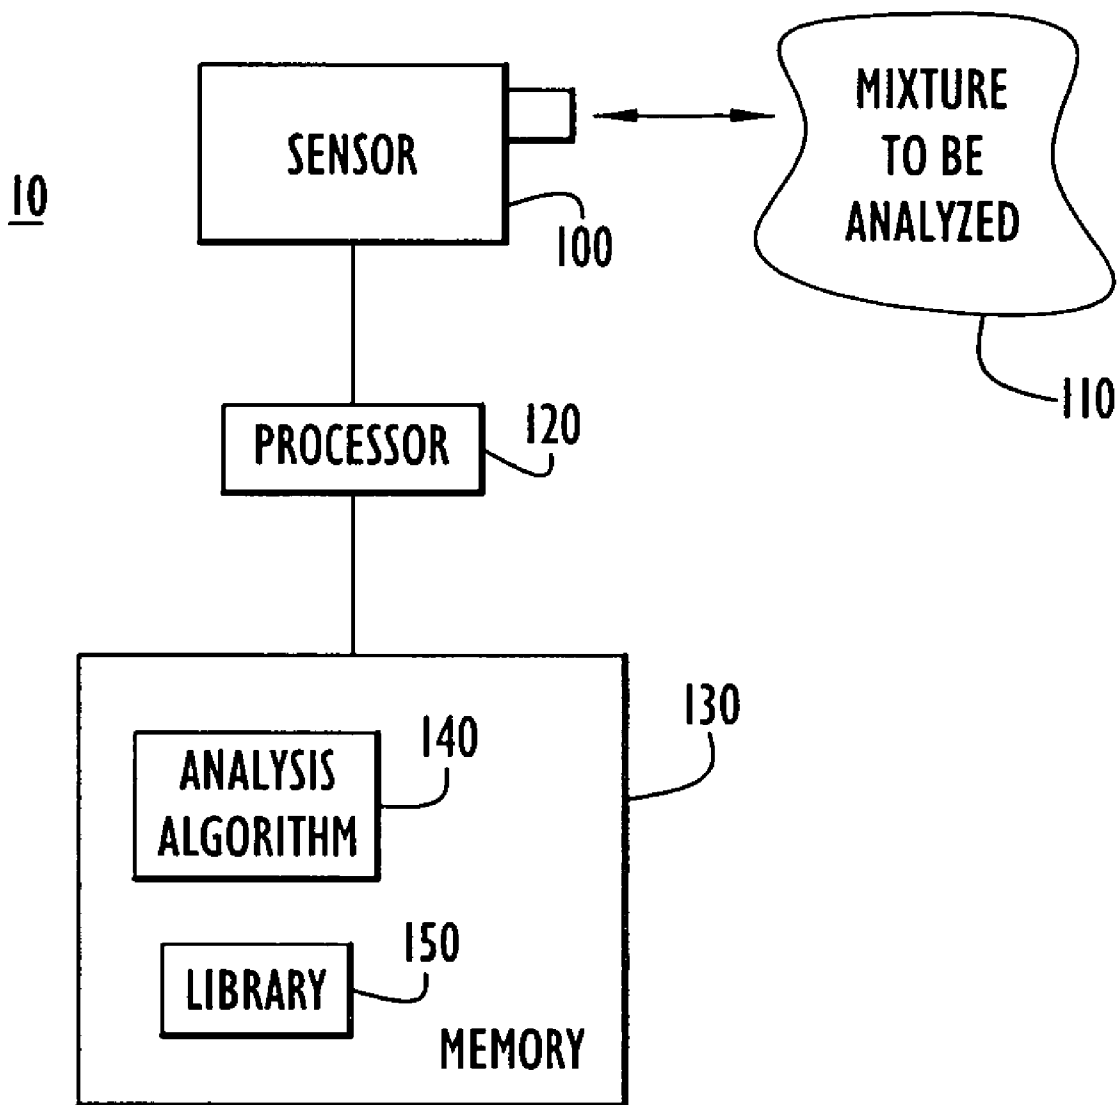 10
SENSOR
100
MIXTURE
TO BE
ANALYZED
110
PROCESSOR
120
130
ANALYSIS
ALGORITHM
140
LIBRARY
150
MEMORY